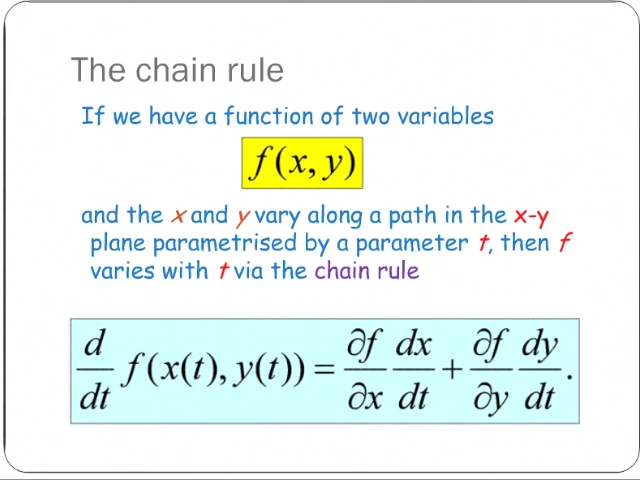 The chain rule
If we have a function of two variables
f(x, y)
and the x and y vary along a path in the x-y
plane parametrised by a parameter t, then f
varies with t via the chain rule
d/dt f(x(t), y(t)) = ∂f/∂x dx/dt + ∂f/∂y dy/dt.